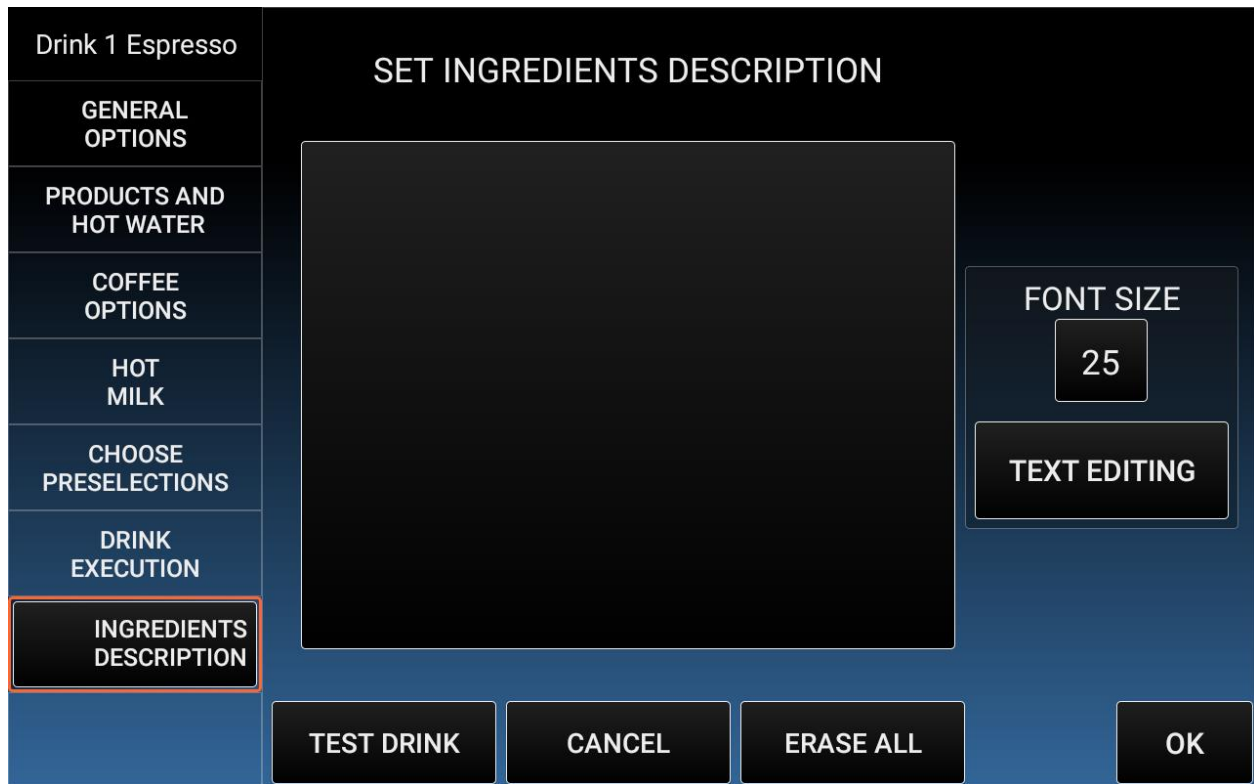 Drink 1 Espresso
GENERAL
OPTIONS
PRODUCTS AND
HOT WATER
COFFEE
OPTIONS
HOT
MILK
CHOOSE
PRESELECTIONS
DRINK
EXECUTION
INGREDIENTS
DESCRIPTION
SET INGREDIENTS DESCRIPTION
FONT SIZE
25
TEXT EDITING
TEST DRINK
CANCEL
ERASE ALL
OK